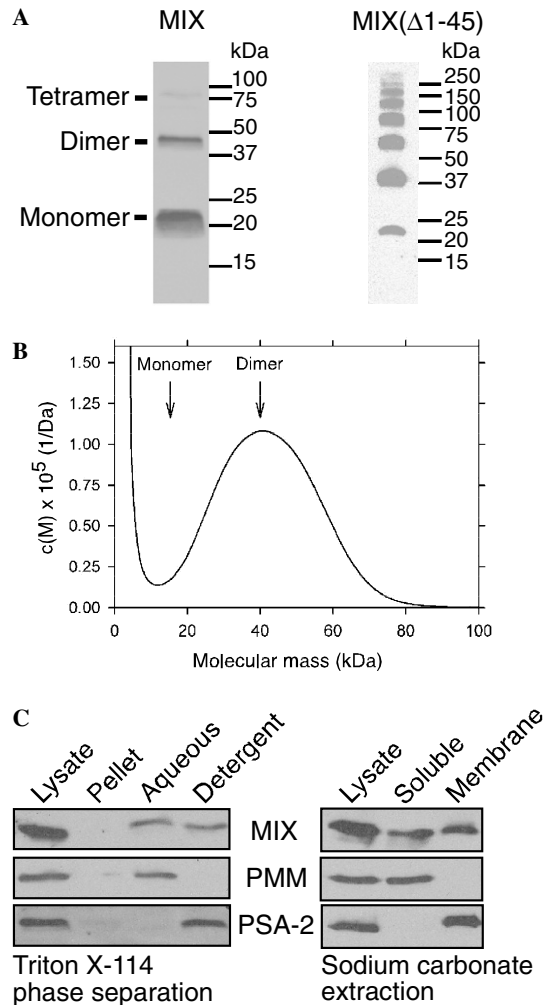 A
MIX
MIX(Δ1-45)
kDa
kDa
Tetramer
100
75
Dimer
50
37
Monomer
25
20
15
250
150
100
75
50
37
25
20
15
B
c(M) x 10⁵ (1/Da)
1.50
1.25
1.00
0.75
0.50
0.25
0.00
Monomer
Dimer
0
20
40
60
80
100
Molecular mass (kDa)
C
Lysate
Pellet
Aqueous
Detergent
Lysate
Soluble
Membrane
MIX
PMM
PSA-2
Triton X-114
phase separation
Sodium carbonate
extraction